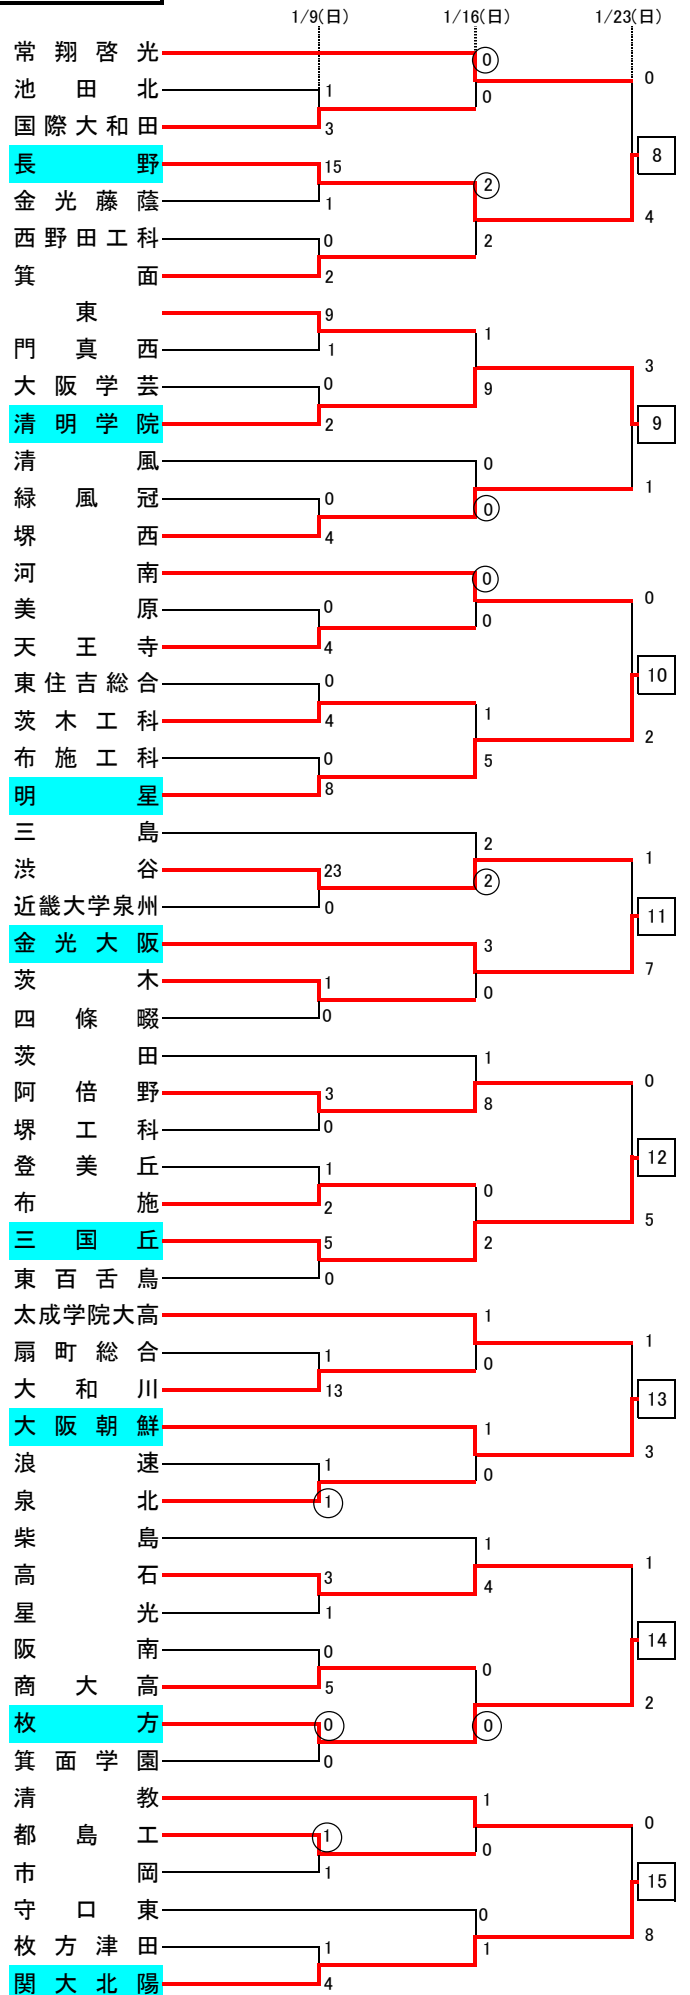 1/9(日) 1/16(日) 1/23(日)
常翔啓光 0
0
池田北 1
0
国際大和田 3
8
長野 15
2
金光藤蔭 1
4
西野田工科 0
2
箕面 2
東 9
1
門真西 1
3
大阪学芸 0
9
清明学院 2
9
清風 0
1
緑風冠 0
0
堺西 4
河南 0
0
美原 0
0
天王寺 4
10
東住吉総合 0
1
茨木工科 4
2
布施工科 0
5
明星 8
三島 2
1
渋谷 23
2
近畿大学泉州 0
11
金光大阪 3
7
茨木 1
0
四條畷 0
茨田 1
0
阿倍野 3
8
堺工科 0
12
登美丘 1
0
布施 2
5
三国丘 5
2
東百舌鳥 0
太成学院大高 1
1
扇町総合 1
0
大和川 13
13
大阪朝鮮 1
3
浪速 1
0
泉北 1
柴島 1
1
高石 3
4
星光 1
14
阪南 0
0
商大高 5
2
枚方 0
0
箕面学園 0
清教 1
0
都島工 1
0
市岡 1
15
守口東 0
8
枚方津田 1
1
関大北陽 4